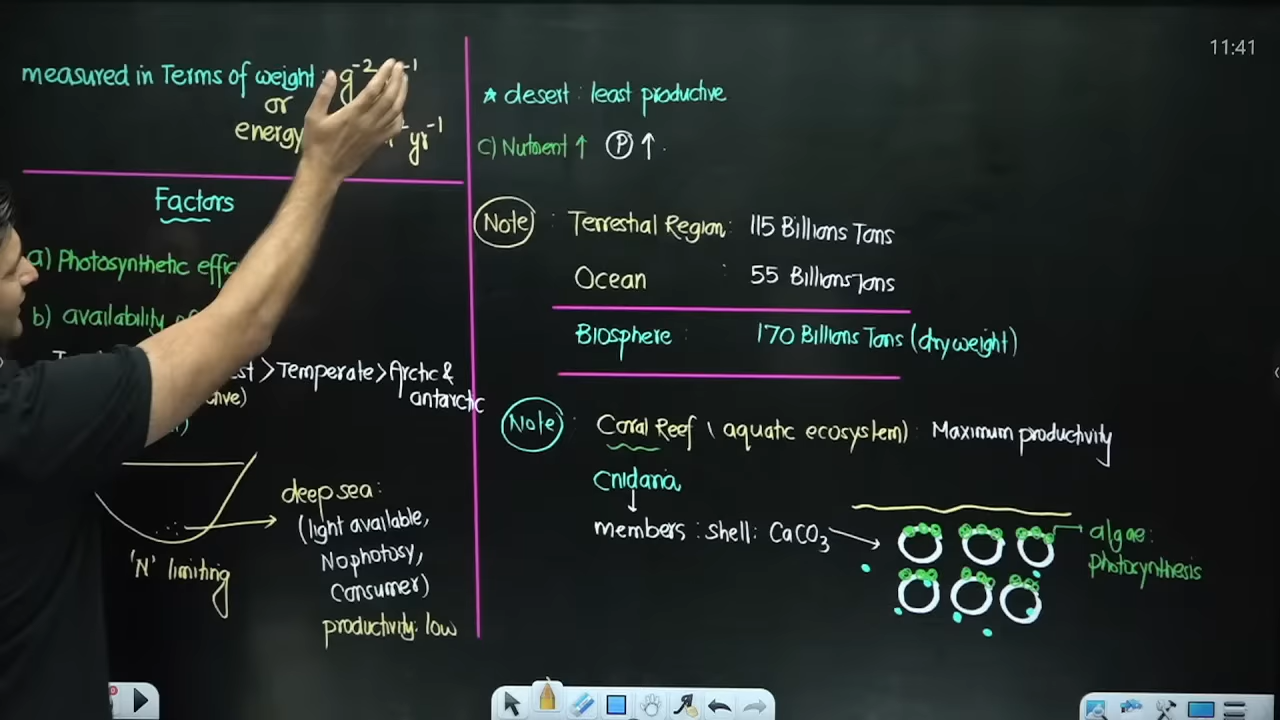 11:41
measured in Terms of weight : g⁻² ⁻¹
or
energy yr⁻¹
Factors
a) Photosynthetic
b) availability
> Temperate > Arctic &
antarctic
deep sea:
(light available,
No photosy,
Consumer)
productivity: low
'N' limiting
★ desert : least productive
c) Nutrient ↑ (P) ↑
Note : Terrestrial Region : 115 Billions Tons
Ocean : 55 Billions Tons
Biosphere : 170 Billions Tons (dry weight)
Note : Coral Reef ( aquatic ecosystem) : Maximum productivity
Cnidaria
↓
members : shell : CaCO₃
algae :
photosynthesis